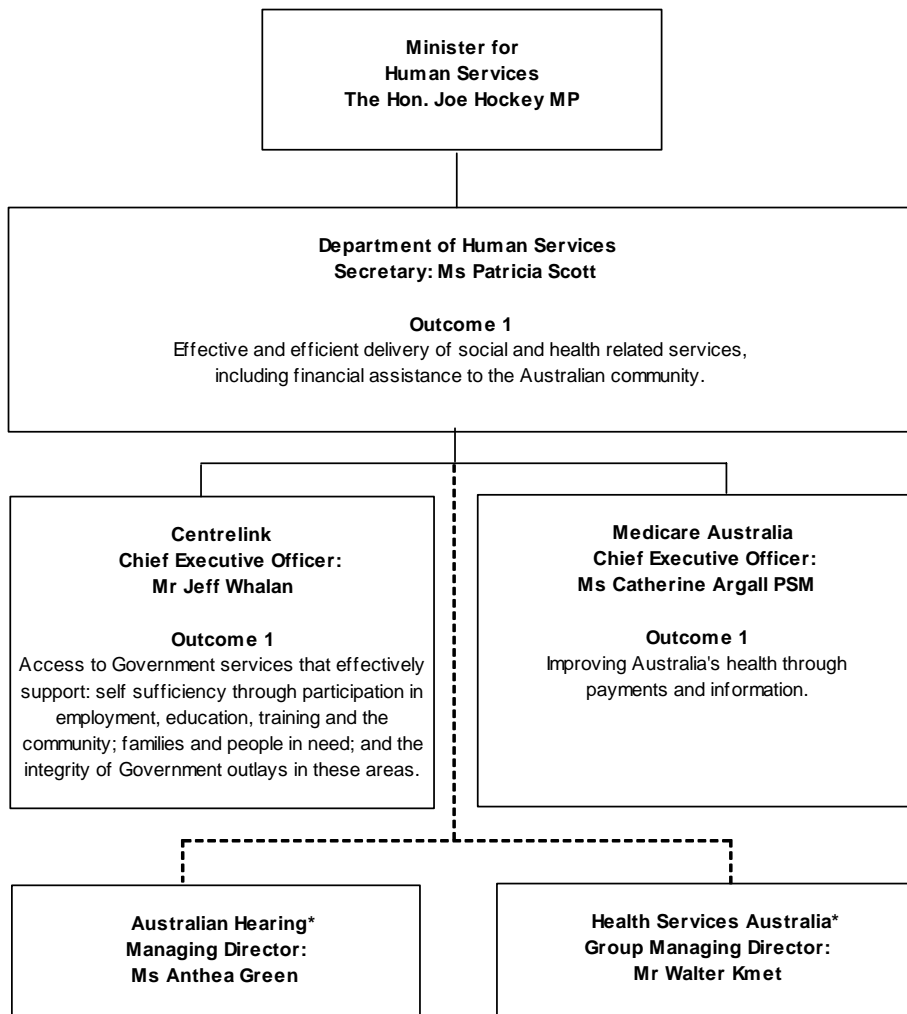 Minister for
Human Services
The Hon. Joe Hockey MP
Department of Human Services
Secretary: Ms Patricia Scott
Outcome 1
Effective and efficient delivery of social and health related services,
including financial assistance to the Australian community.
Centrelink
Chief Executive Officer:
Mr Jeff Whalan
Outcome 1
Access to Government services that effectively
support: self sufficiency through participation in
employment, education, training and the
community; families and people in need; and the
integrity of Government outlays in these areas.
Medicare Australia
Chief Executive Officer:
Ms Catherine Argall PSM
Outcome 1
Improving Australia's health through
payments and information.
Australian Hearing*
Managing Director:
Ms Anthea Green
Health Services Australia*
Group Managing Director:
Mr Walter Kmet